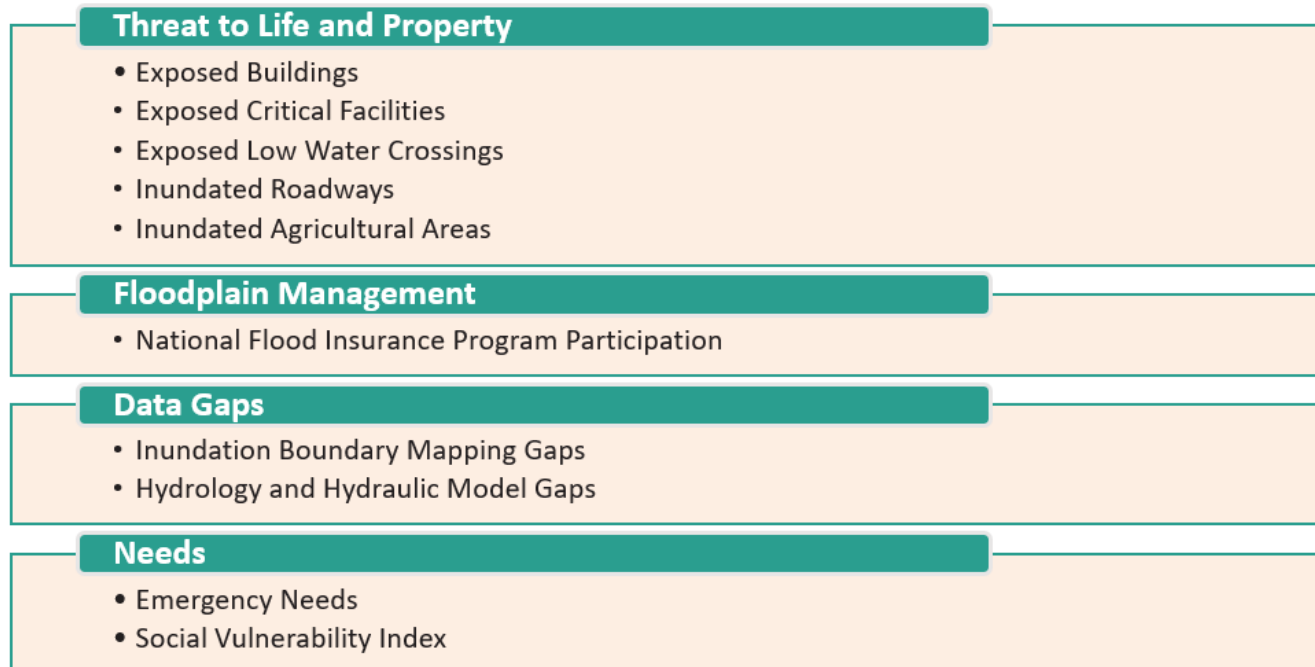 Threat to Life and Property
• Exposed Buildings
• Exposed Critical Facilities
• Exposed Low Water Crossings
• Inundated Roadways
• Inundated Agricultural Areas
Floodplain Management
• National Flood Insurance Program Participation
Data Gaps
• Inundation Boundary Mapping Gaps
• Hydrology and Hydraulic Model Gaps
Needs
• Emergency Needs
• Social Vulnerability Index